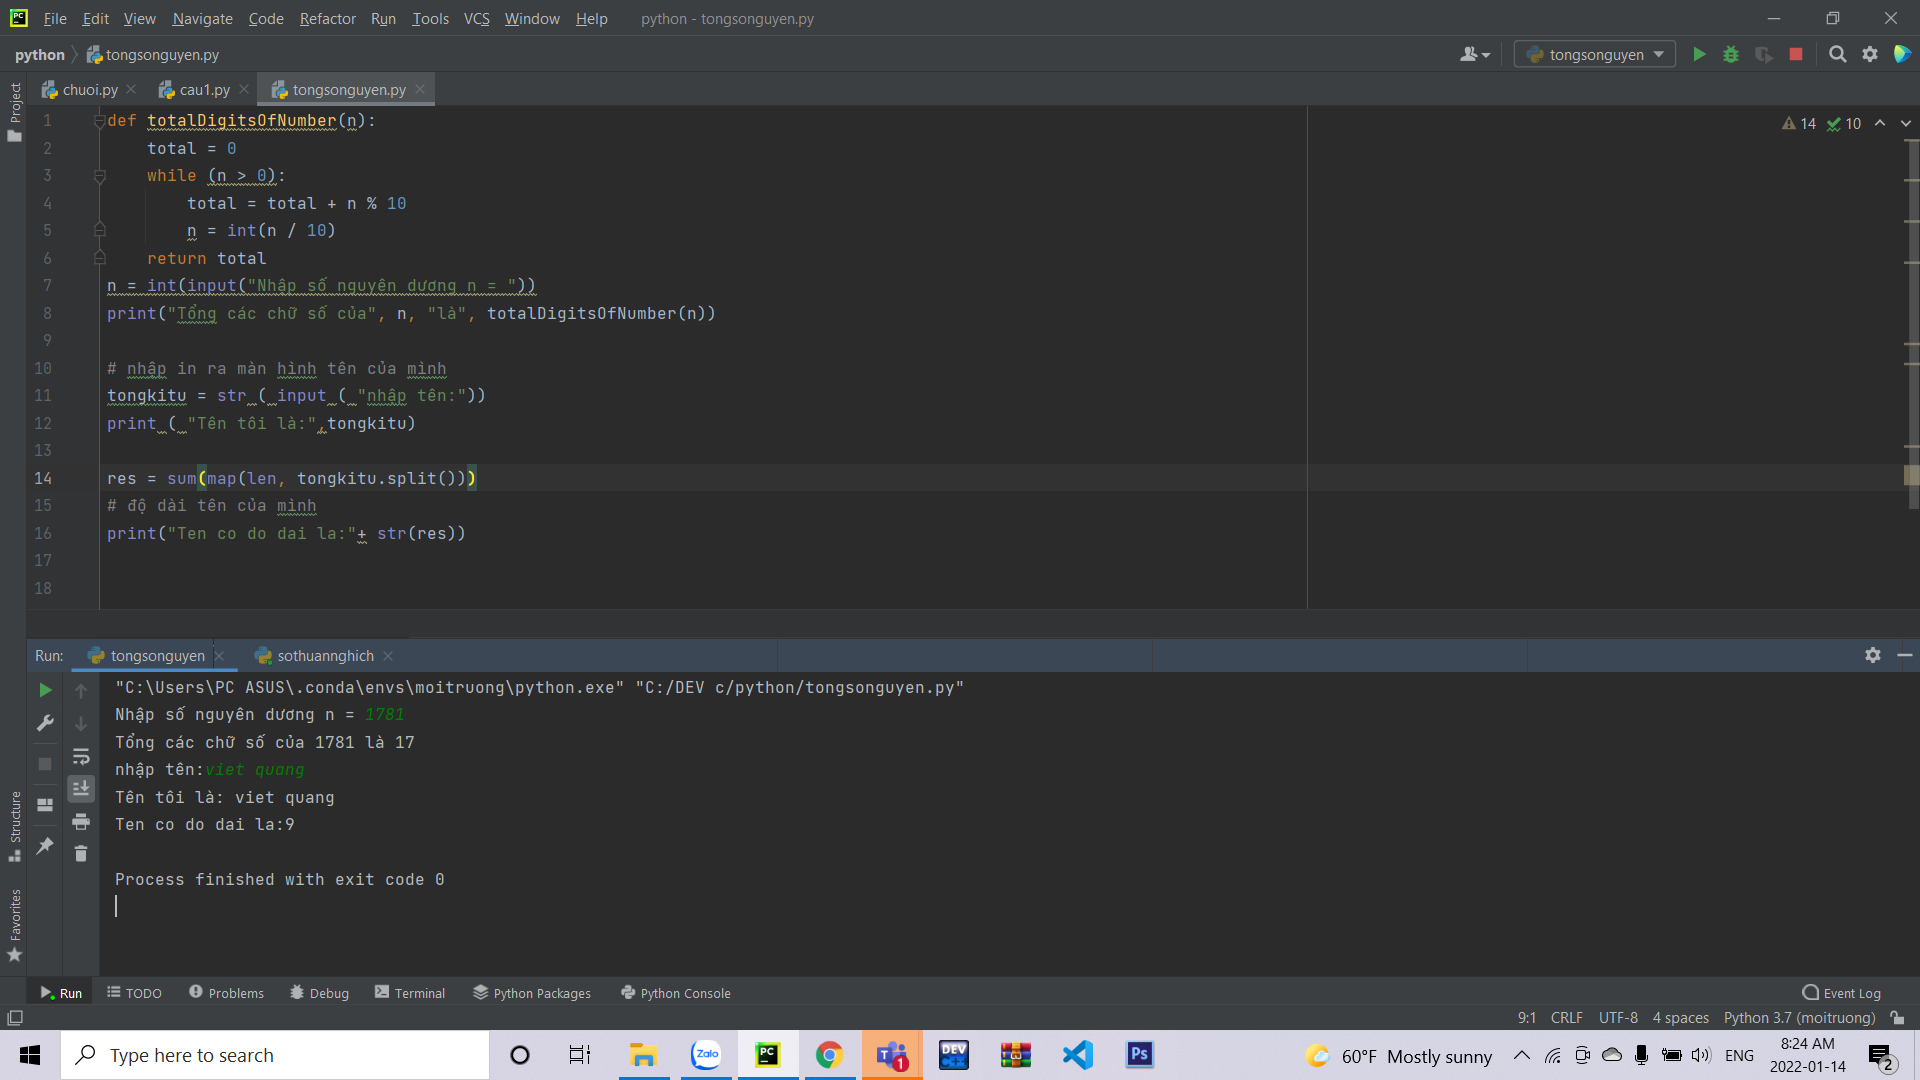 File Edit View Navigate Code Refactor Run Tools VCS Window Help python - tongsonguyen.py
python tongsonguyen.py tongsonguyen
Project
chuoi.py cau1.py tongsonguyen.py
14 10
1 def totalDigitsOfNumber(n):
2 total = 0
3 while (n > 0):
4 total = total + n % 10
5 n = int(n / 10)
6 return total
7 n = int(input("Nhập số nguyên dương n = "))
8 print("Tổng các chữ số của", n, "là", totalDigitsOfNumber(n))
9
10 # nhập in ra màn hình tên của mình
11 tongkitu = str ( input ( "nhập tên:"))
12 print ( "Tên tôi là:",tongkitu)
13
14 res = sum(map(len, tongkitu.split()))
15 # độ dài tên của mình
16 print("Ten co do dai la:"+ str(res))
17
18
Run: tongsonguyen sothuannghich
"C:\Users\PC ASUS\.conda\envs\moitruong\python.exe" "C:/DEV c/python/tongsonguyen.py"
Nhập số nguyên dương n = 1781
Tổng các chữ số của 1781 là 17
nhập tên:viet quang
Tên tôi là: viet quang
Ten co do dai la:9
Process finished with exit code 0
Structure
Favorites
Run TODO Problems Debug Terminal Python Packages Python Console Event Log
9:1 CRLF UTF-8 4 spaces Python 3.7 (moitruong)
Type here to search
Zalo
PC
T
1
DEV
Ps
60°F Mostly sunny
ENG
8:24 AM
2022-01-14
2